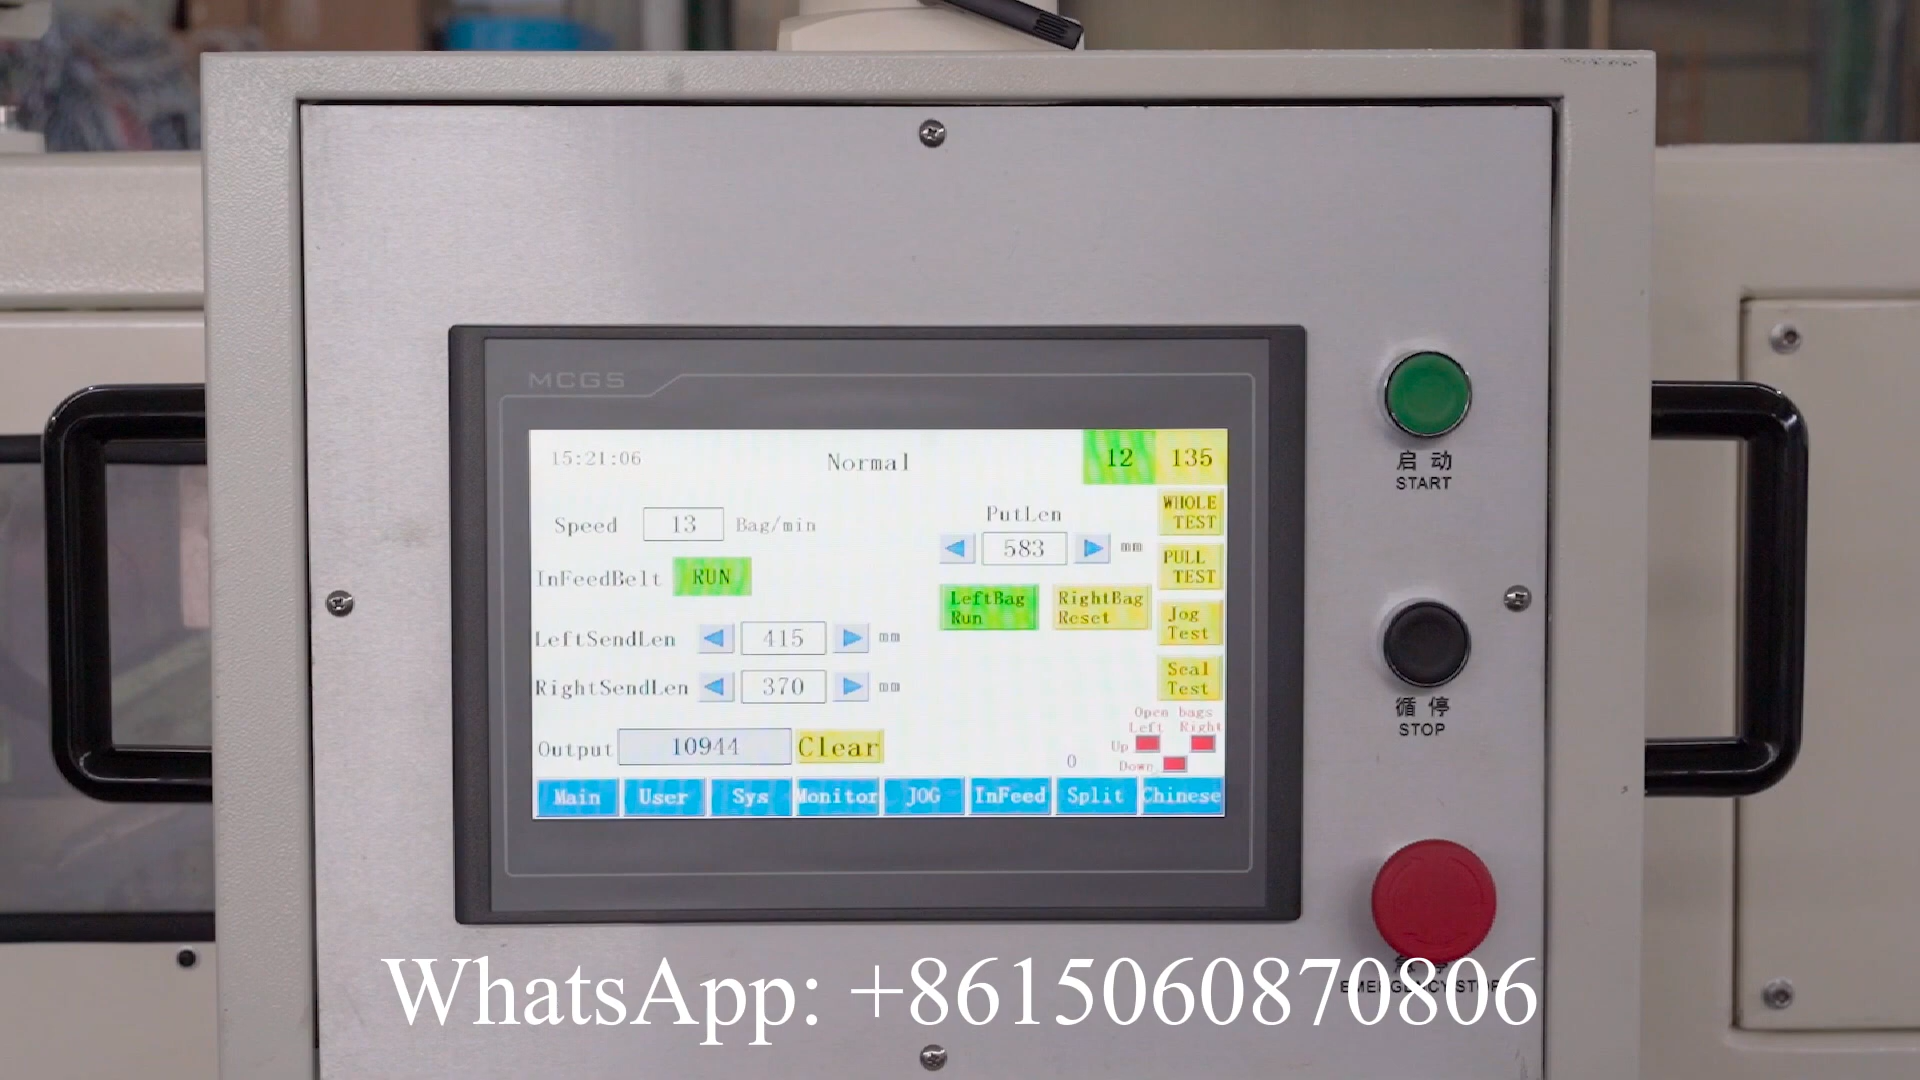 MCGS
15:21:06
Normal
12
135
Speed 13 Bag/min
PutLen
583 mm
WHOLE
TEST
PULL
TEST
InFeedBelt RUN
LeftBag
Run
RightBag
Reset
Jog
Test
LeftSendLen 415 mm
RightSendLen 370 mm
Seal
Test
Open bags
Left Right
Up
Down
0
Output 10944 Clear
Main User Sys Monitor JOG InFeed Split Chinese
启动
START
循停
STOP
EMERGENCY STOP
WhatsApp: +8615060870806